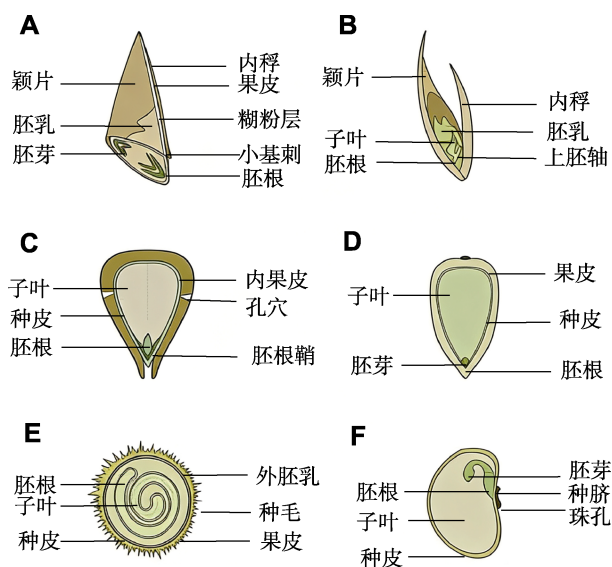 A
颖片
胚乳
胚芽
内稃
果皮
糊粉层
小基刺
胚根
B
颖片
子叶
胚根
内稃
胚乳
上胚轴
C
子叶
种皮
胚根
内果皮
孔穴
胚根鞘
D
子叶
胚芽
果皮
种皮
胚根
E
胚根
子叶
种皮
外胚乳
种毛
果皮
F
胚根
子叶
种皮
胚芽
种脐
珠孔